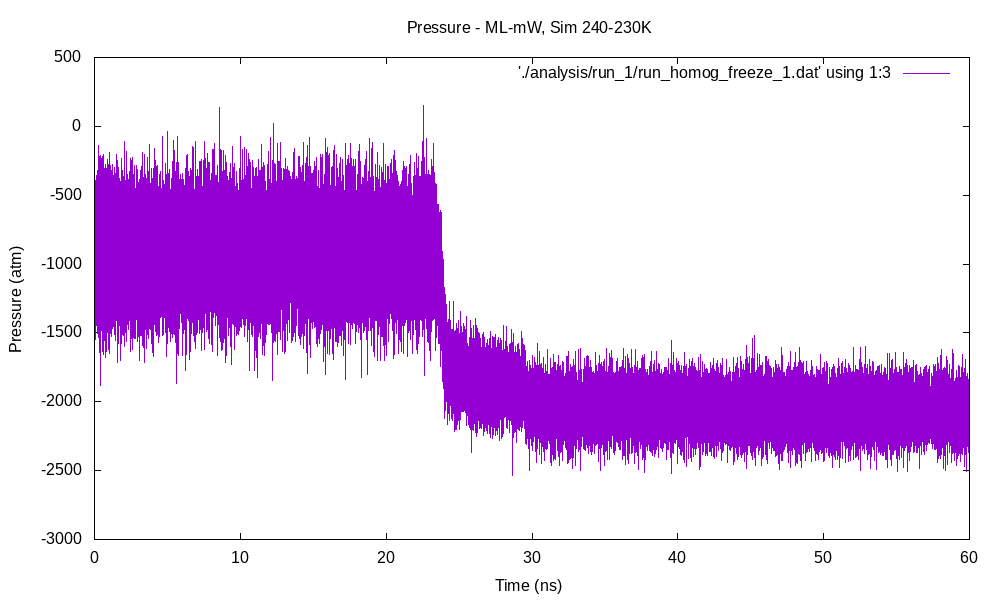 Pressure - ML-mW, Sim 240-230K
'./analysis/run_1/run_homog_freeze_1.dat' using 1:3
500
0
-500
-1000
-1500
-2000
-2500
-3000
Pressure (atm)
0 10 20 30 40 50 60
Time (ns)